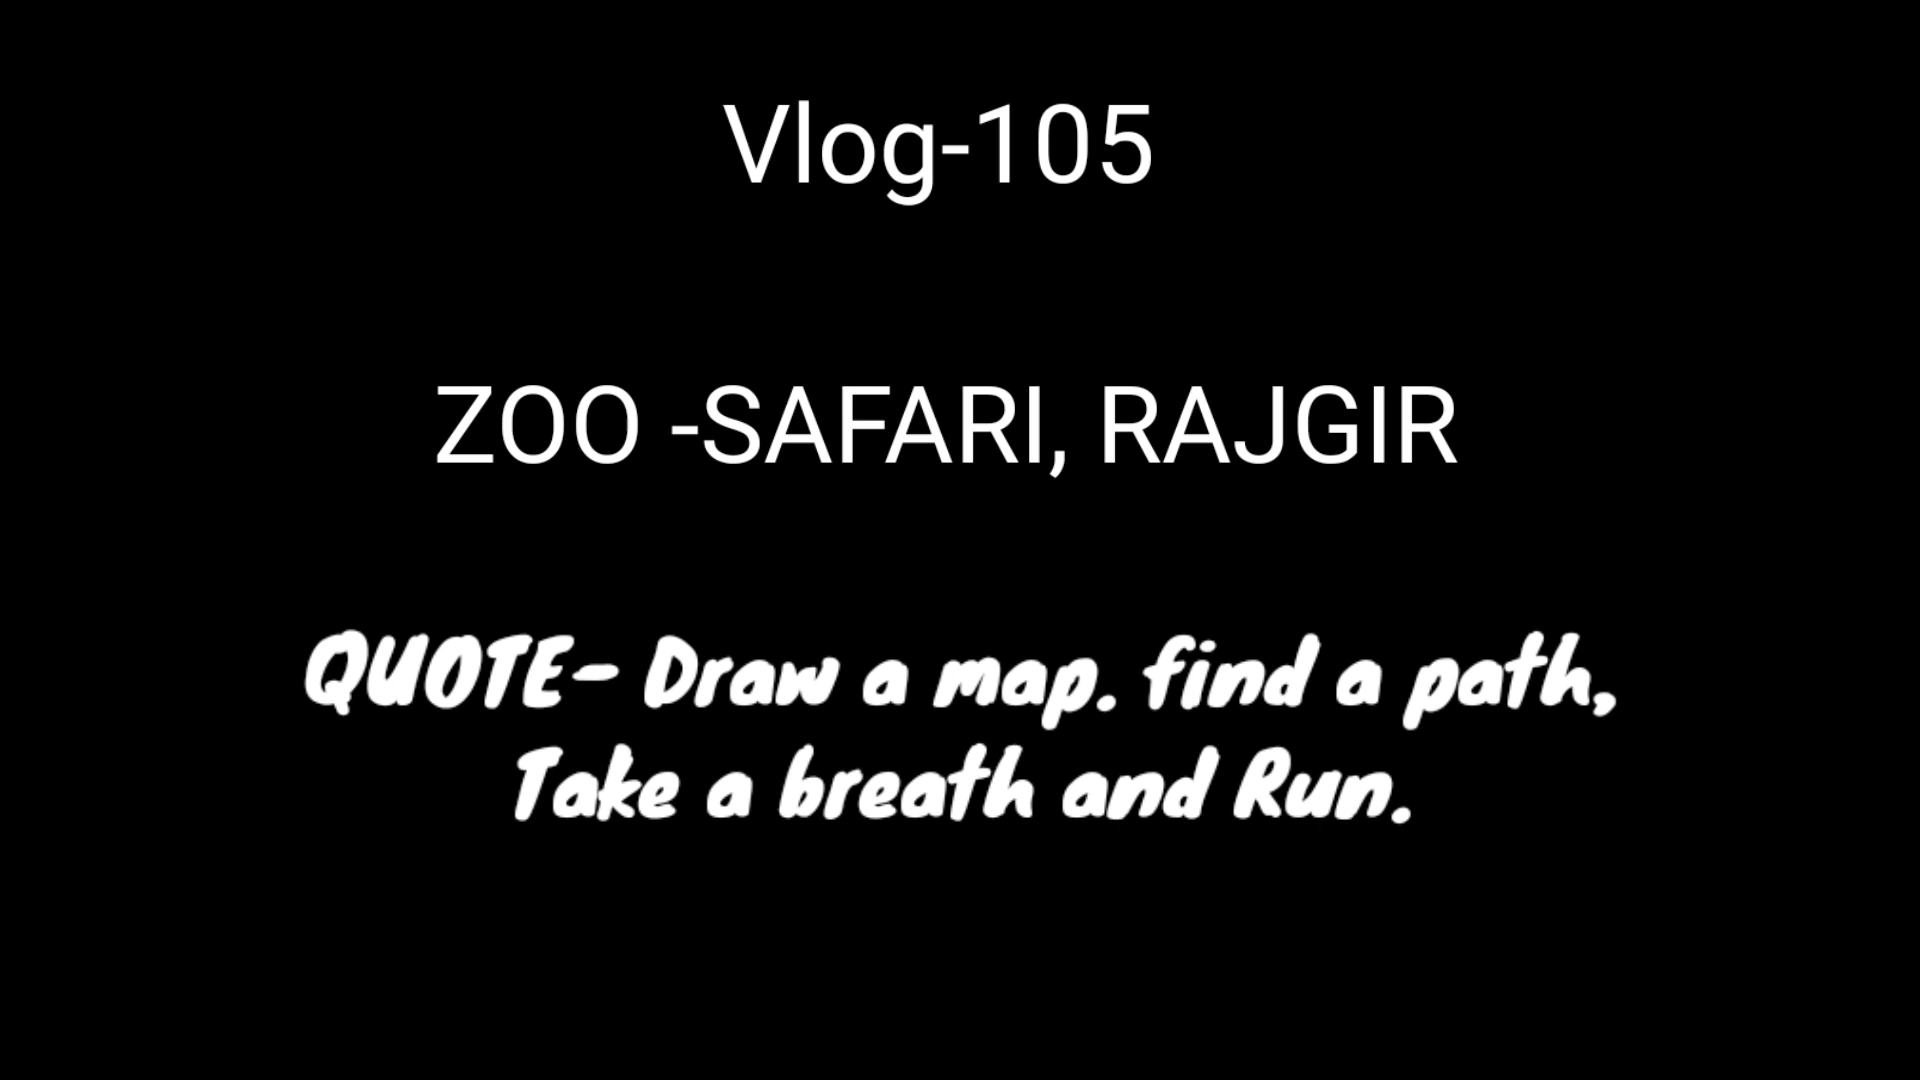 Vlog-105
ZOO -SAFARI, RAJGIR
QUOTE- Draw a map. find a path,
Take a breath and Run.